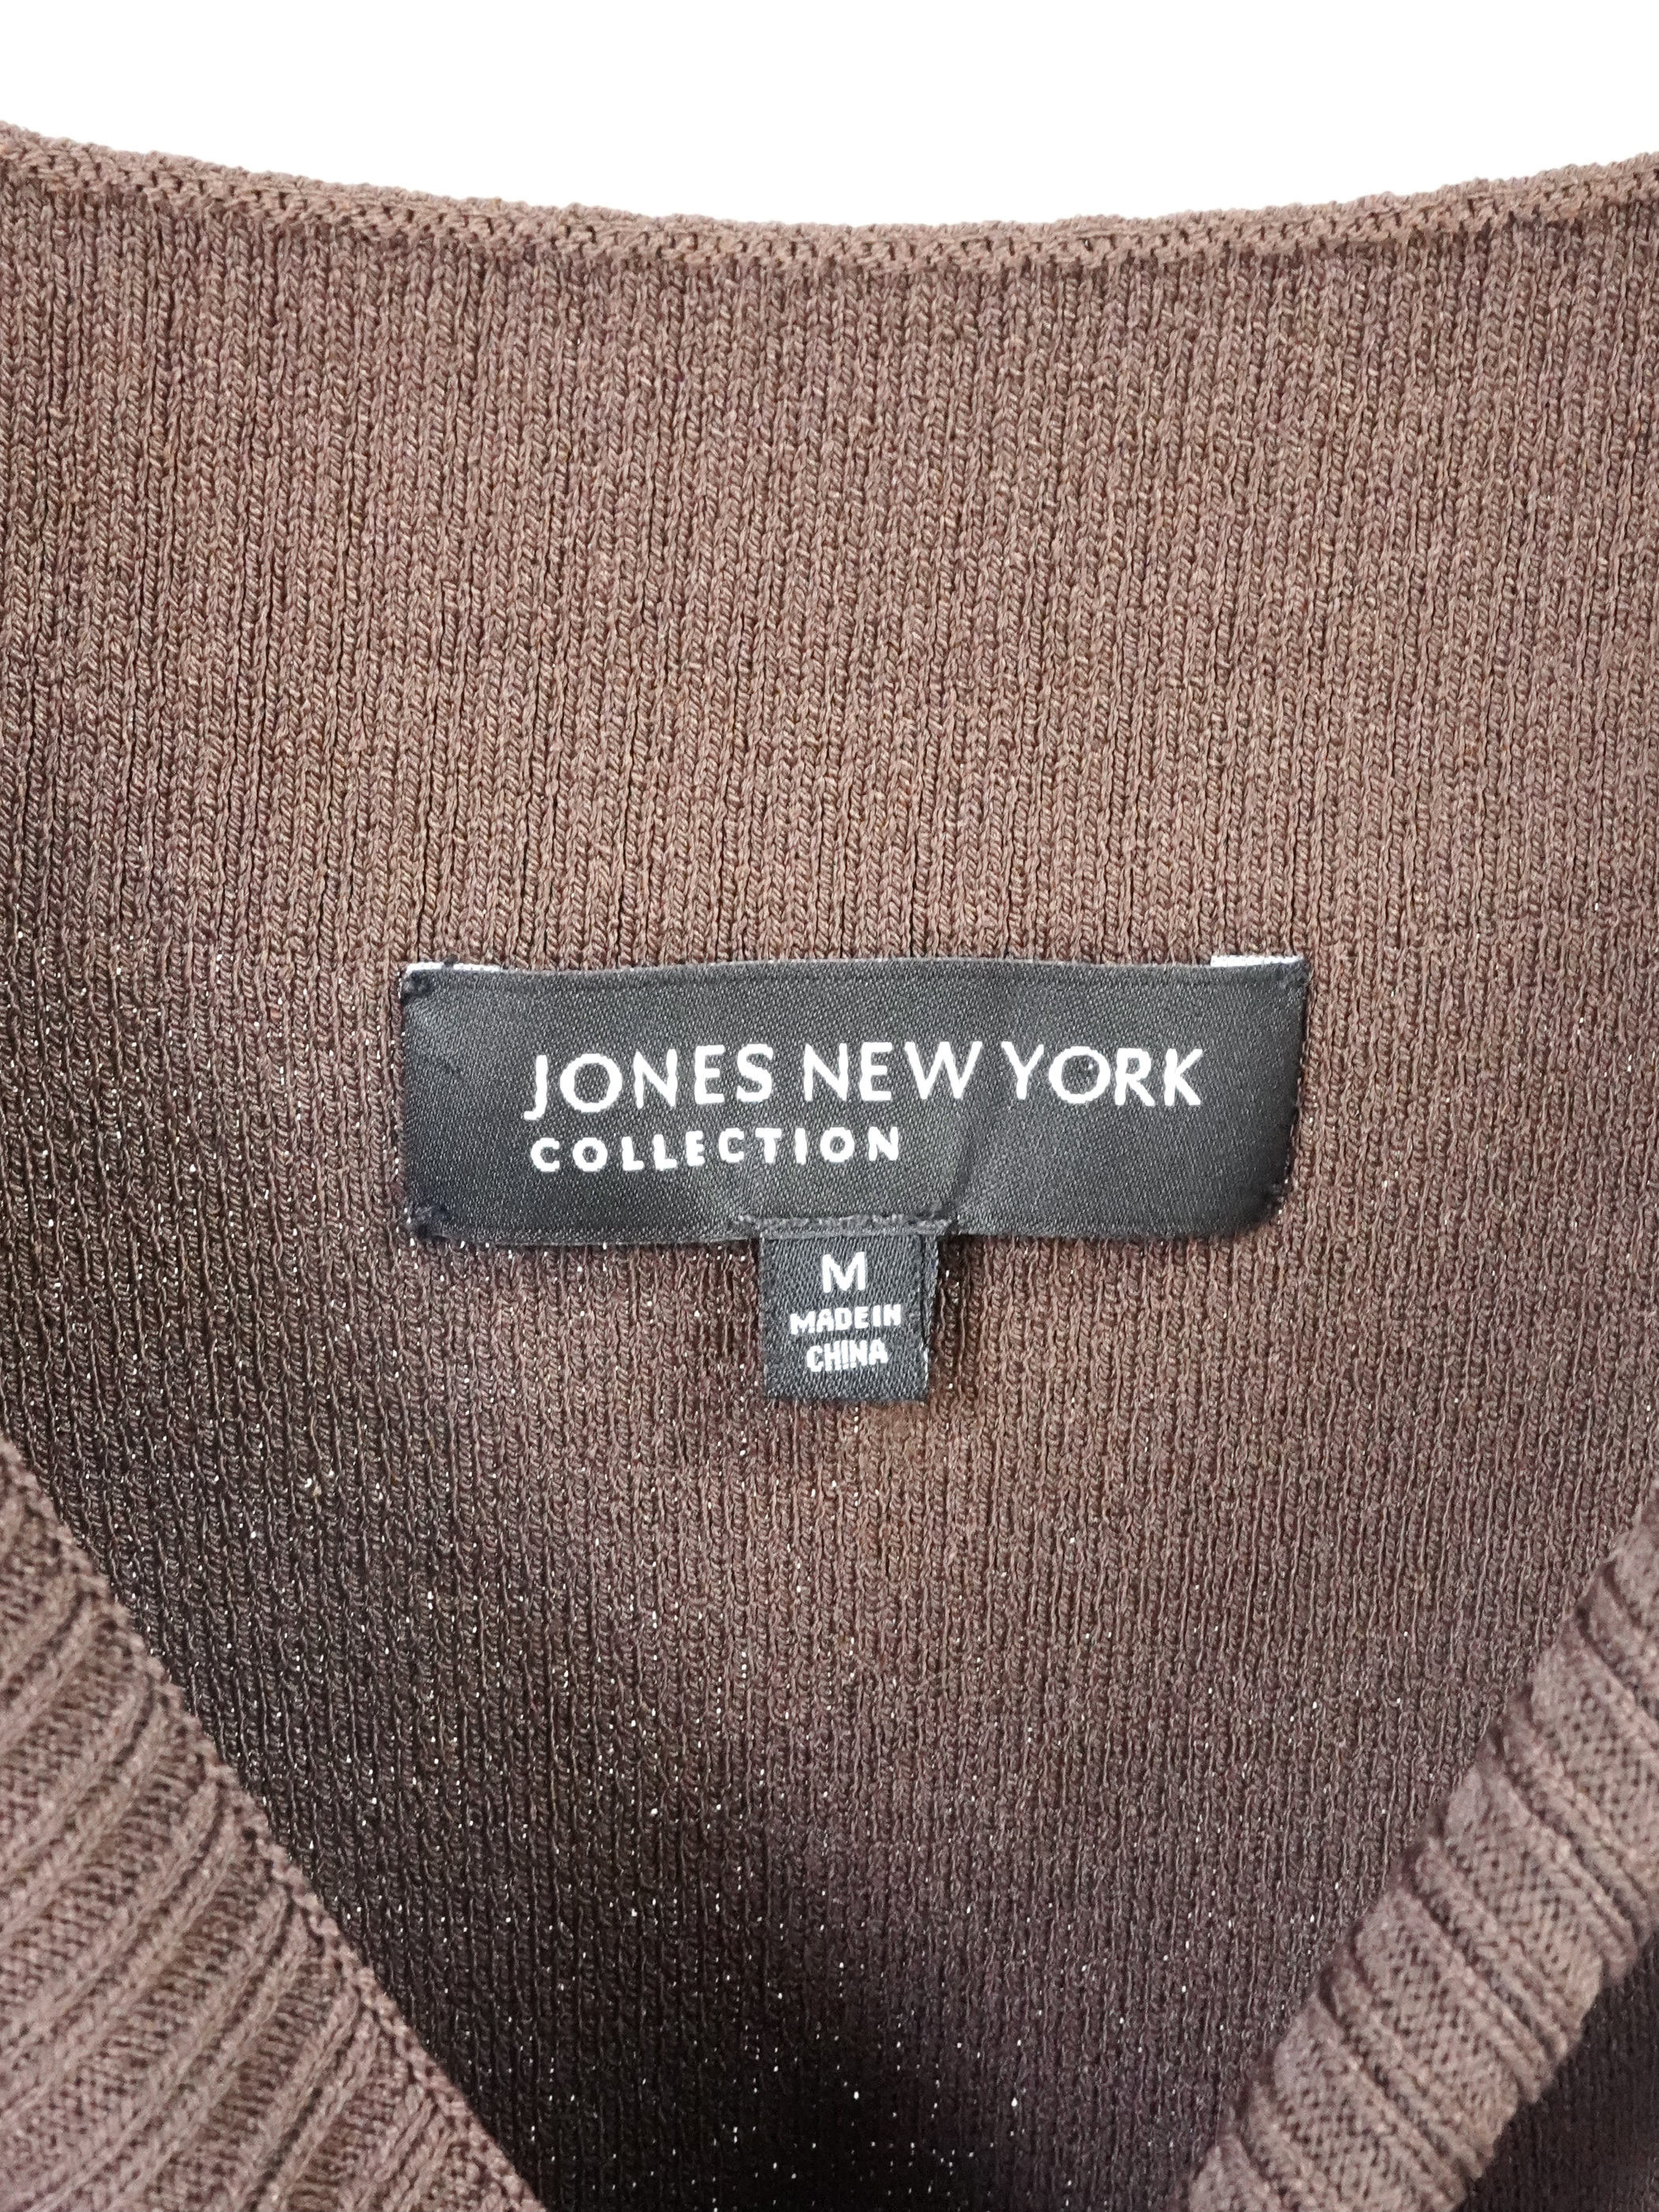 JONES NEW YORK
COLLECTION
M
MADE IN
CHINA